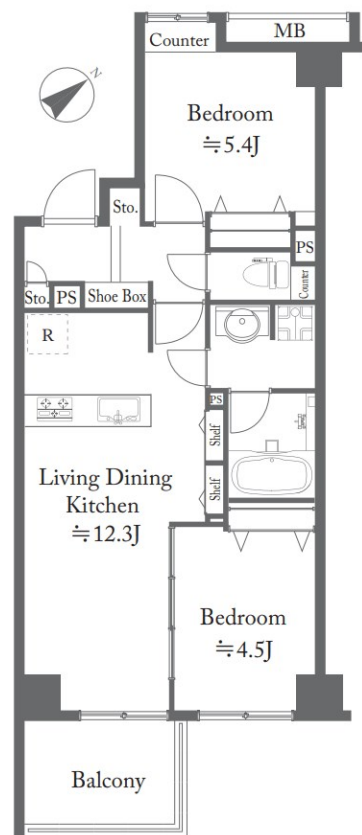 Counter
MB
N
Bedroom
≒5.4J
Sto.
PS
Sto.
PS
Shoe Box
Counter
R
PS
Shelf
Shelf
Living Dining
Kitchen
≒12.3J
Bedroom
≒4.5J
Balcony